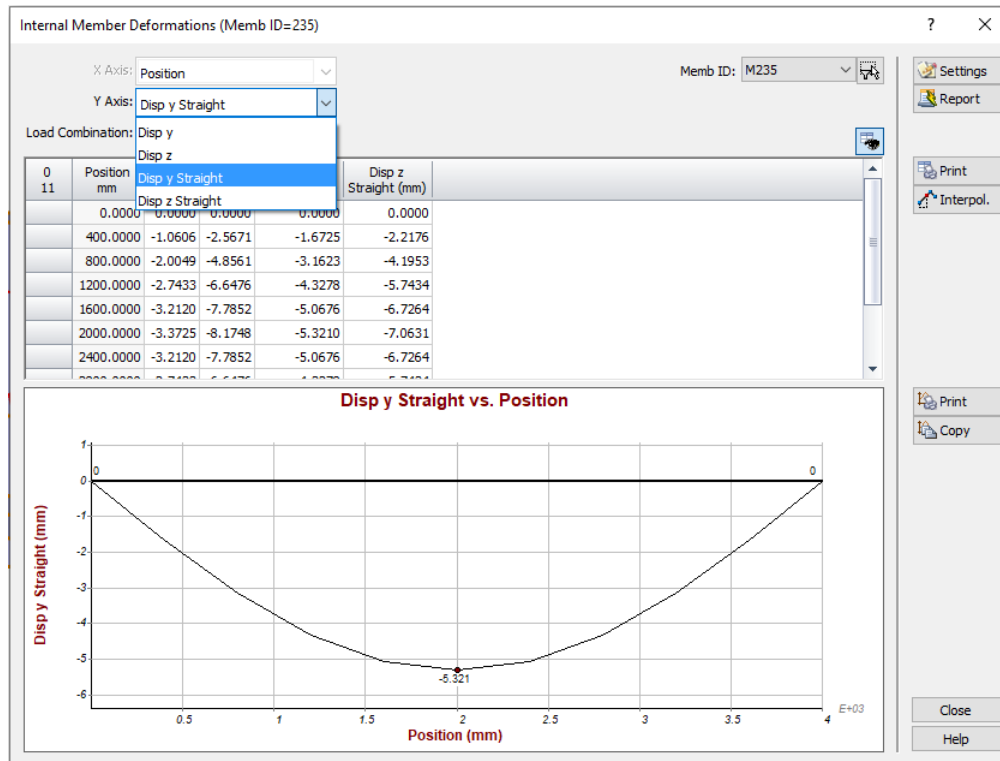 Internal Member Deformations (Memb ID=235)
?
X Axis: Position
Memb ID: M235
Settings
Y Axis: Disp y Straight
Report
Load Combination:
Disp y
Disp z
Disp y Straight
Disp z Straight
Print
Interpol.
0 Position Disp z
11 mm Straight (mm)
0.0000 0.0000 0.0000 0.0000 0.0000
400.0000 -1.0606 -2.5671 -1.6725 -2.2176
800.0000 -2.0049 -4.8561 -3.1623 -4.1953
1200.0000 -2.7433 -6.6476 -4.3278 -5.7434
1600.0000 -3.2120 -7.7852 -5.0676 -6.7264
2000.0000 -3.3725 -8.1748 -5.3210 -7.0631
2400.0000 -3.2120 -7.7852 -5.0676 -6.7264
Disp y Straight vs. Position
Print
Copy
1
0
-1
-2
-3
-4
-5
-6
Disp y Straight (mm)
0
0
-5.321
0.5 1 1.5 2 2.5 3 3.5 4 E+03
Position (mm)
Close
Help